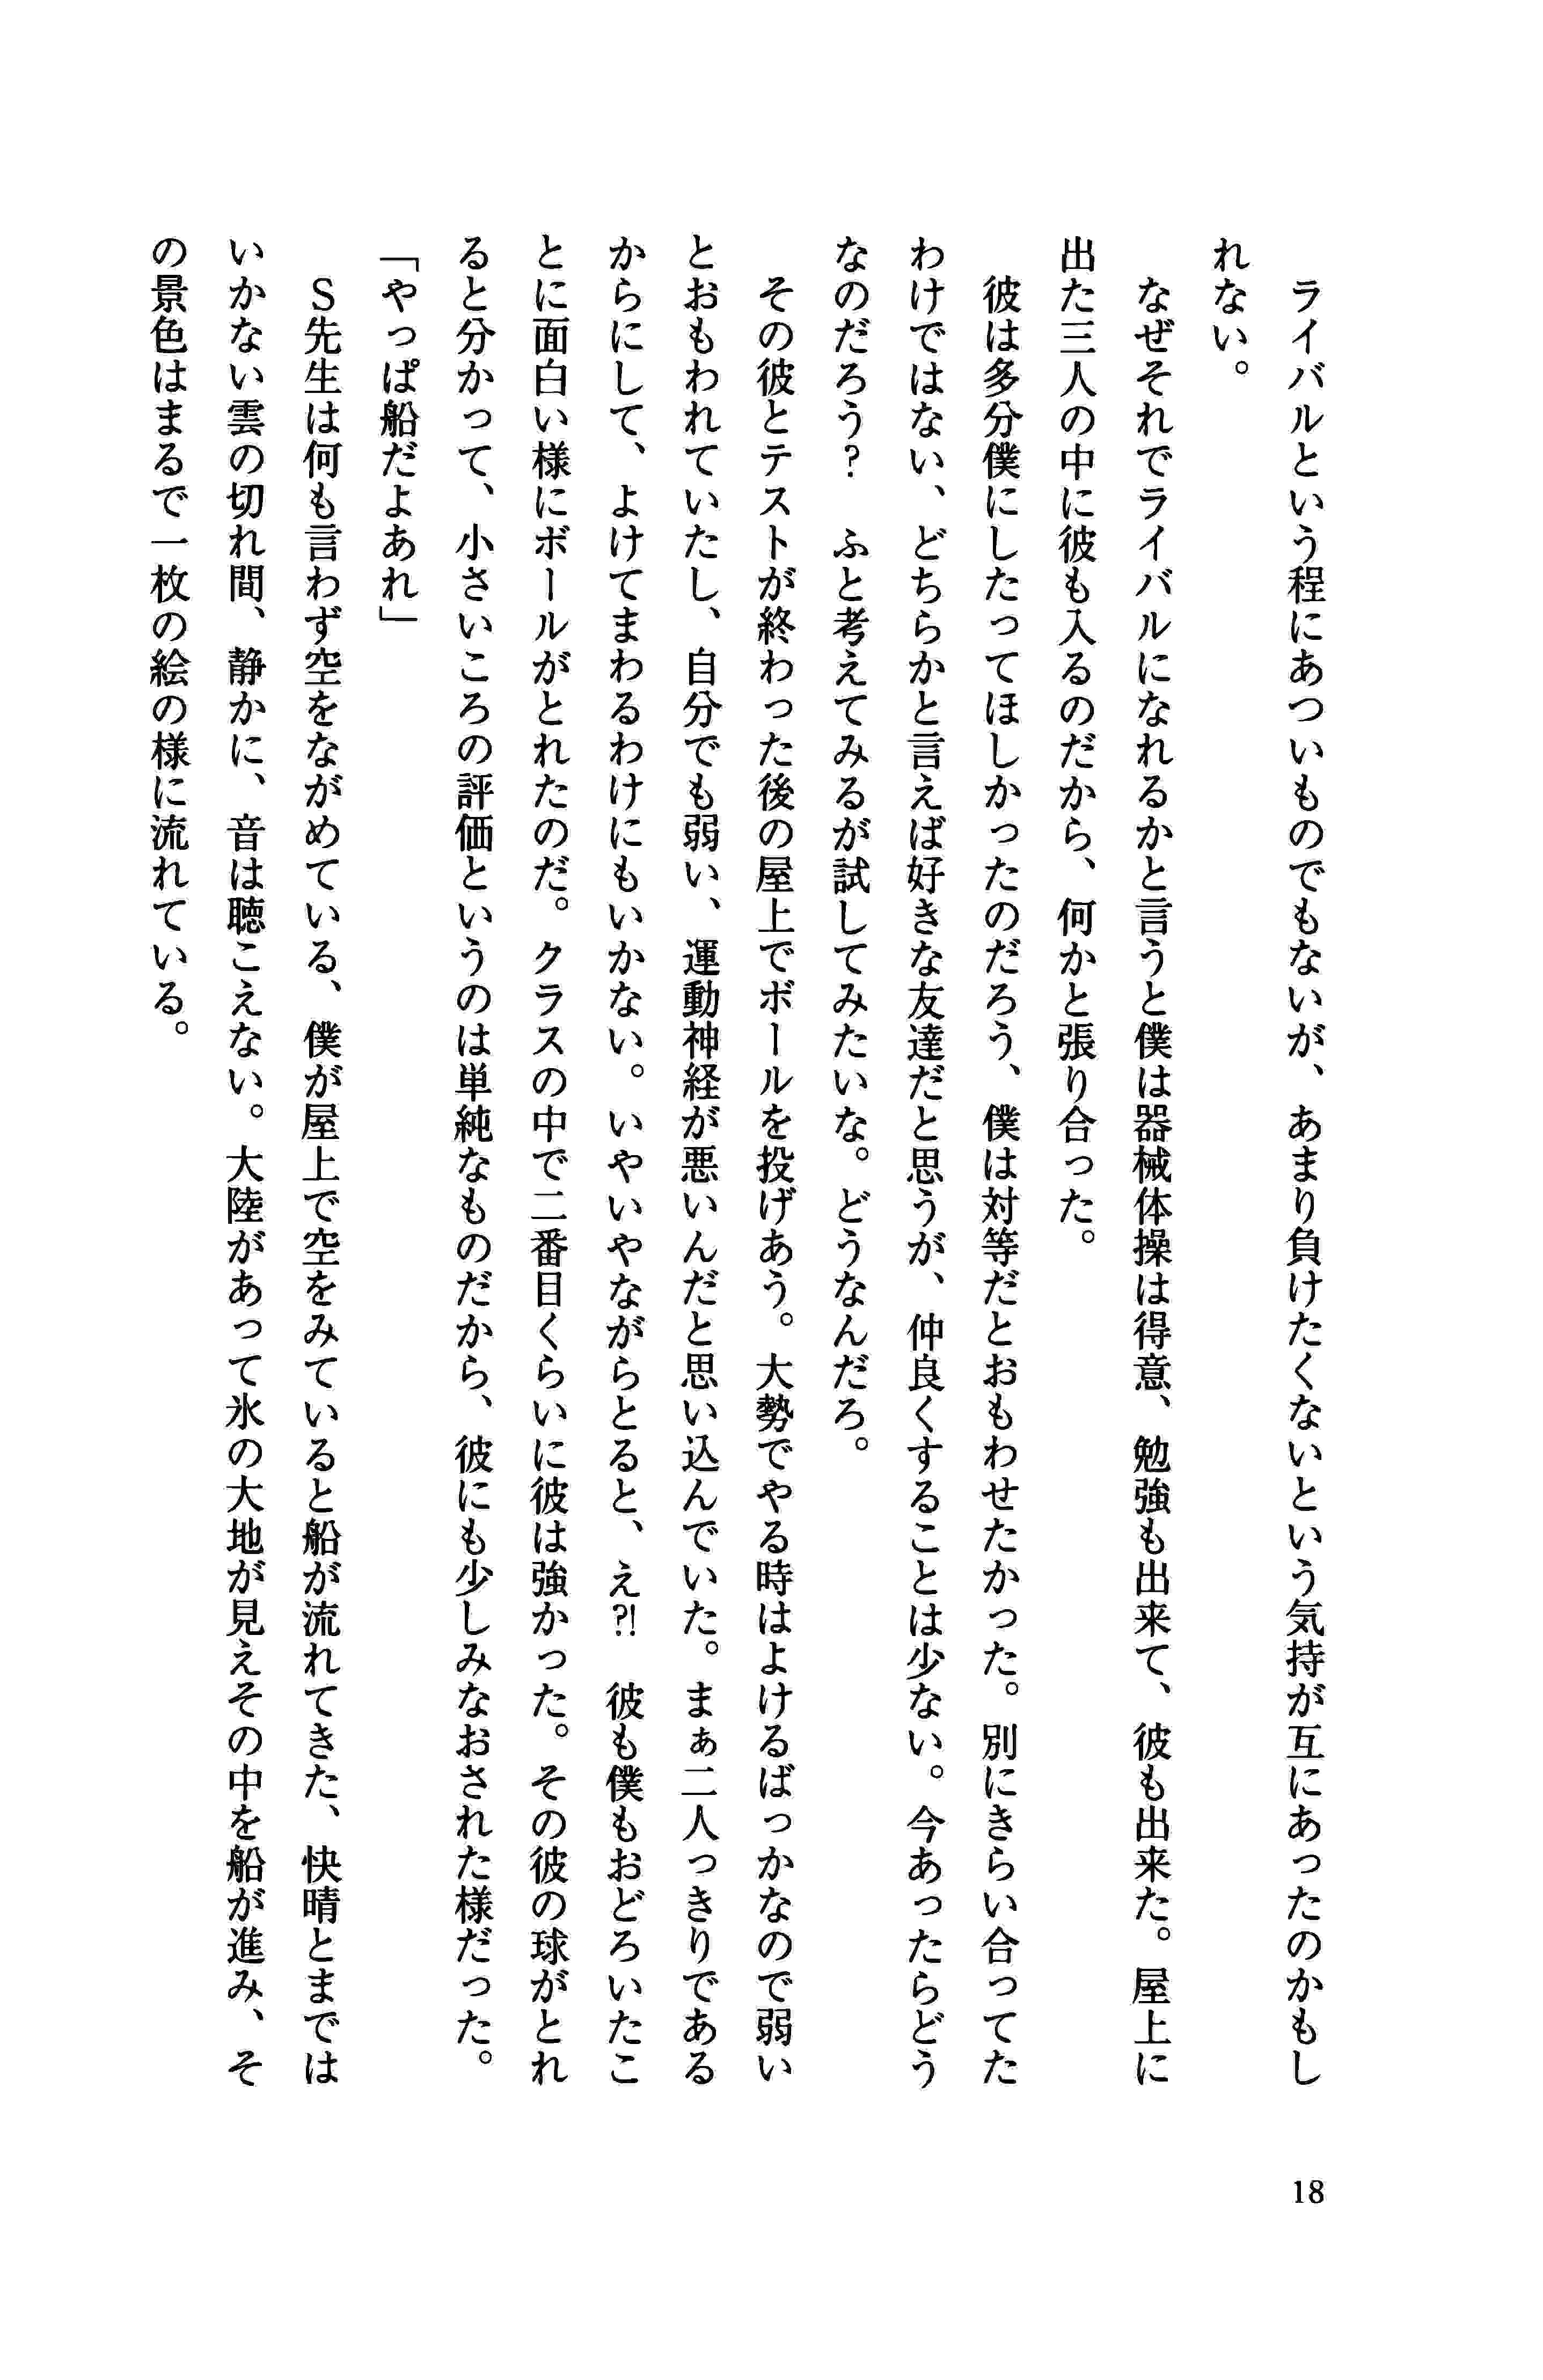 ライバルという程にあついものでもないが、あまり負けたくないという気持が互にあったのかもし
れない。
　なぜそれでライバルになれるかと言うと僕は器械体操は得意、勉強も出来て、彼も出来た。屋上に
出た三人の中に彼も入るのだから、何かと張り合った。
　彼は多分僕にしたってほしかったのだろう、僕は対等だとおもわせたかった。別にきらい合ってた
わけではない、どちらかと言えば好きな友達だと思うが、仲良くすることは少ない。今あったらどう
なのだろう？　ふと考えてみるが試してみたいな。どうなんだろ。
　その彼とテストが終わった後の屋上でボールを投げあう。大勢でやる時はよけるばっかなので弱い
とおもわれていたし、自分でも弱い、運動神経が悪いんだと思い込んでいた。まぁ二人っきりである
からにして、よけてまわるわけにもいかない。いやいやながらとると、え?!　彼も僕もおどろいたこ
とに面白い様にボールがとれたのだ。クラスの中で二番目くらいに彼は強かった。その彼の球がとれ
ると分かって、小さいころの評価というのは単純なものだから、彼にも少しみなおされた様だった。
「やっぱ船だよあれ」
　Ｓ先生は何も言わず空をながめている、僕が屋上で空をみていると船が流れてきた、快晴とまでは
いかない雲の切れ間、静かに、音は聴こえない。大陸があって氷の大地が見えその中を船が進み、そ
の景色はまるで一枚の絵の様に流れている。
18